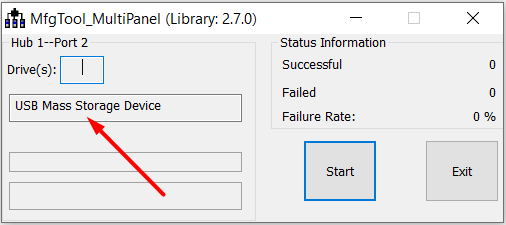 MfgTool_MultiPanel (Library: 2.7.0)
Hub 1--Port 2
Drive(s):
USB Mass Storage Device
Status Information
Successful 0
Failed 0
Failure Rate: 0 %
Start
Exit